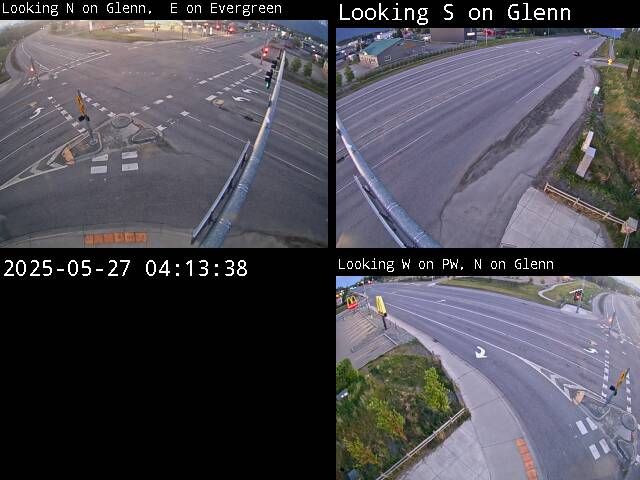 Looking N on Glenn,  E on Evergreen
Looking S on Glenn
2025-05-27 04:13:38
Looking W on PW, N on Glenn